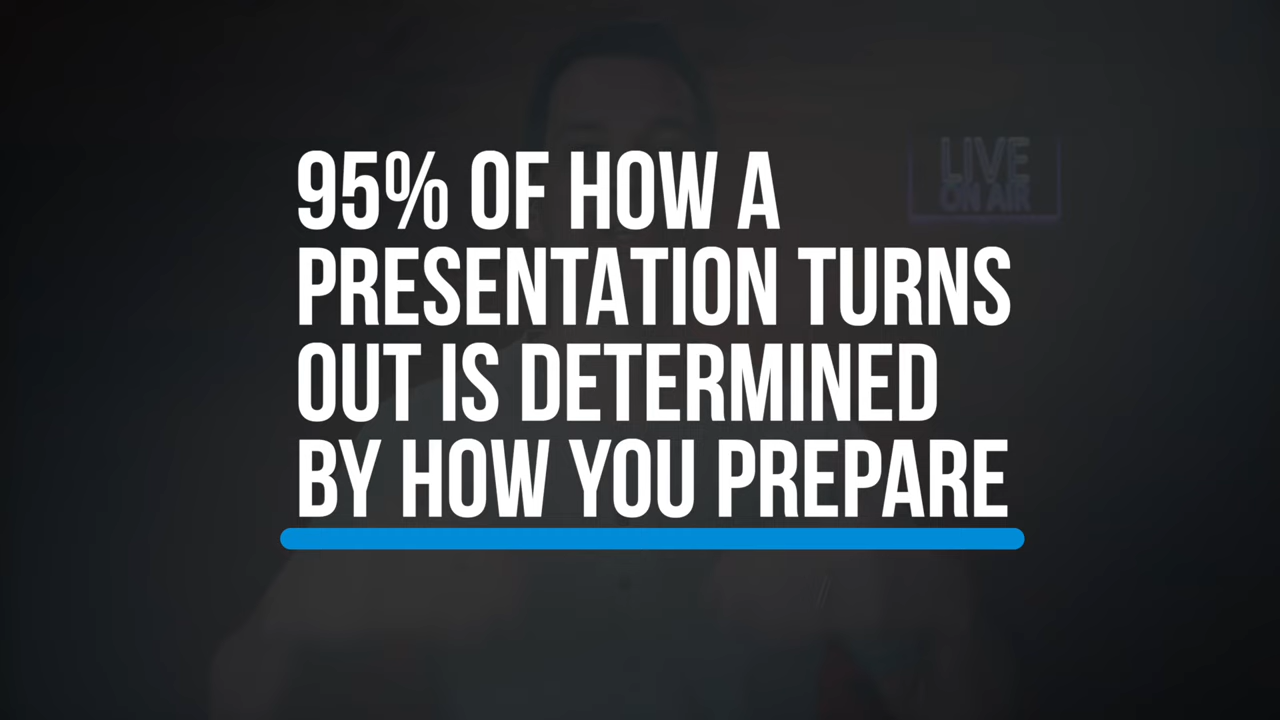 95% OF HOW A
PRESENTATION TURNS
OUT IS DETERMINED
BY HOW YOU PREPARE
LIVE
ON AIR